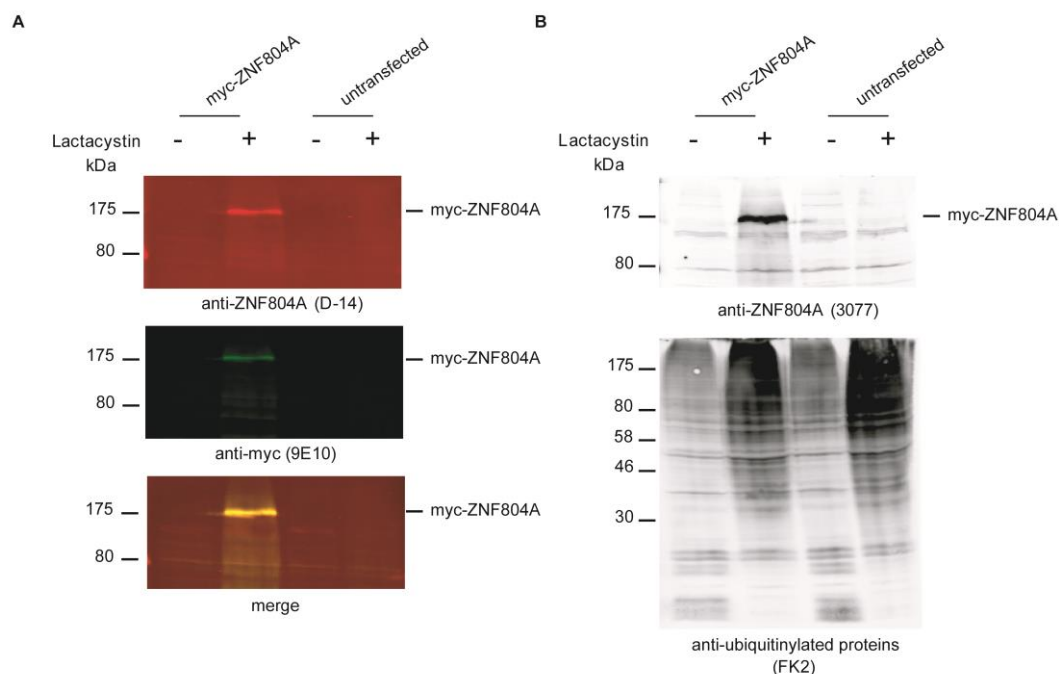 A
myc-ZNF804A
untransfected
Lactacystin - + - +
kDa
175
80
myc-ZNF804A
anti-ZNF804A (D-14)
175
80
myc-ZNF804A
anti-myc (9E10)
175
80
myc-ZNF804A
merge
B
myc-ZNF804A
untransfected
Lactacystin - + - +
kDa
175
80
myc-ZNF804A
anti-ZNF804A (3077)
175
80
58
46
30
anti-ubiquitinylated proteins
(FK2)